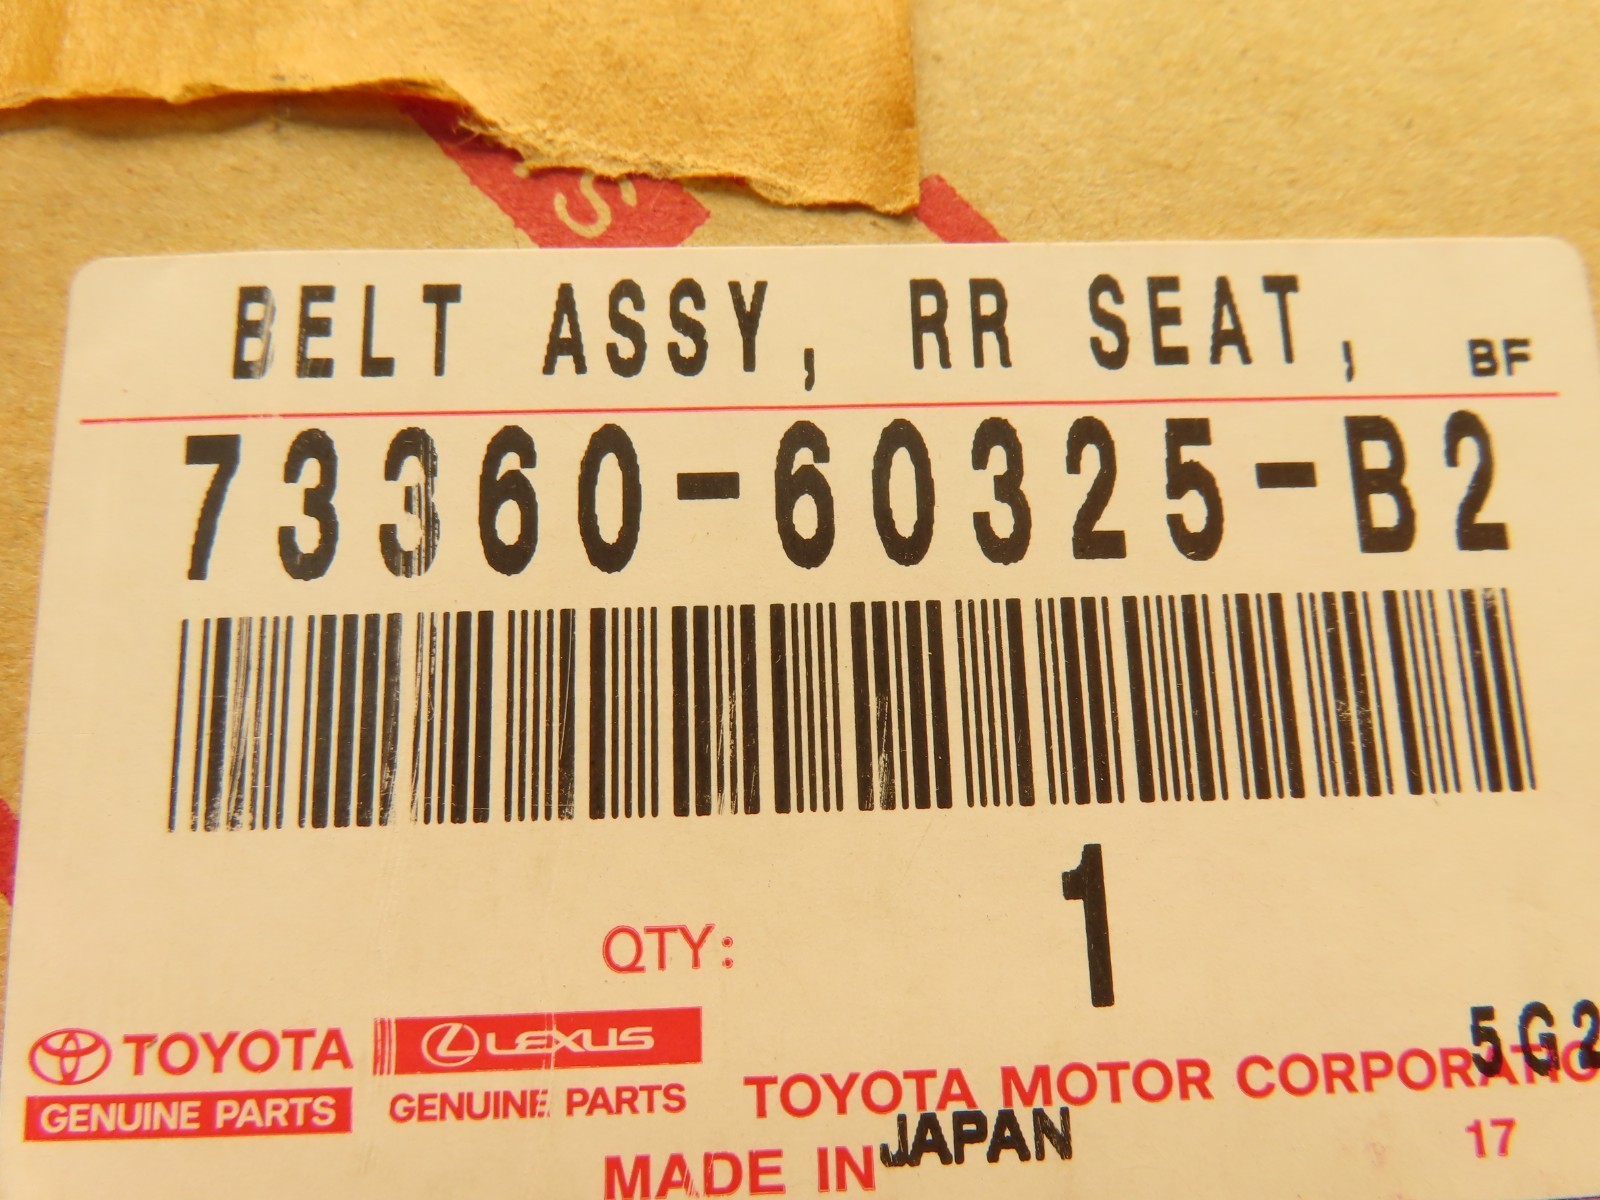 S
BELT ASSY, RR SEAT, BF
73360-60325-B2
QTY: 1
5G2
TOYOTA LEXUS
GENUINE PARTS GENUINE PARTS TOYOTA MOTOR CORPORATIO
MADE IN JAPAN 17